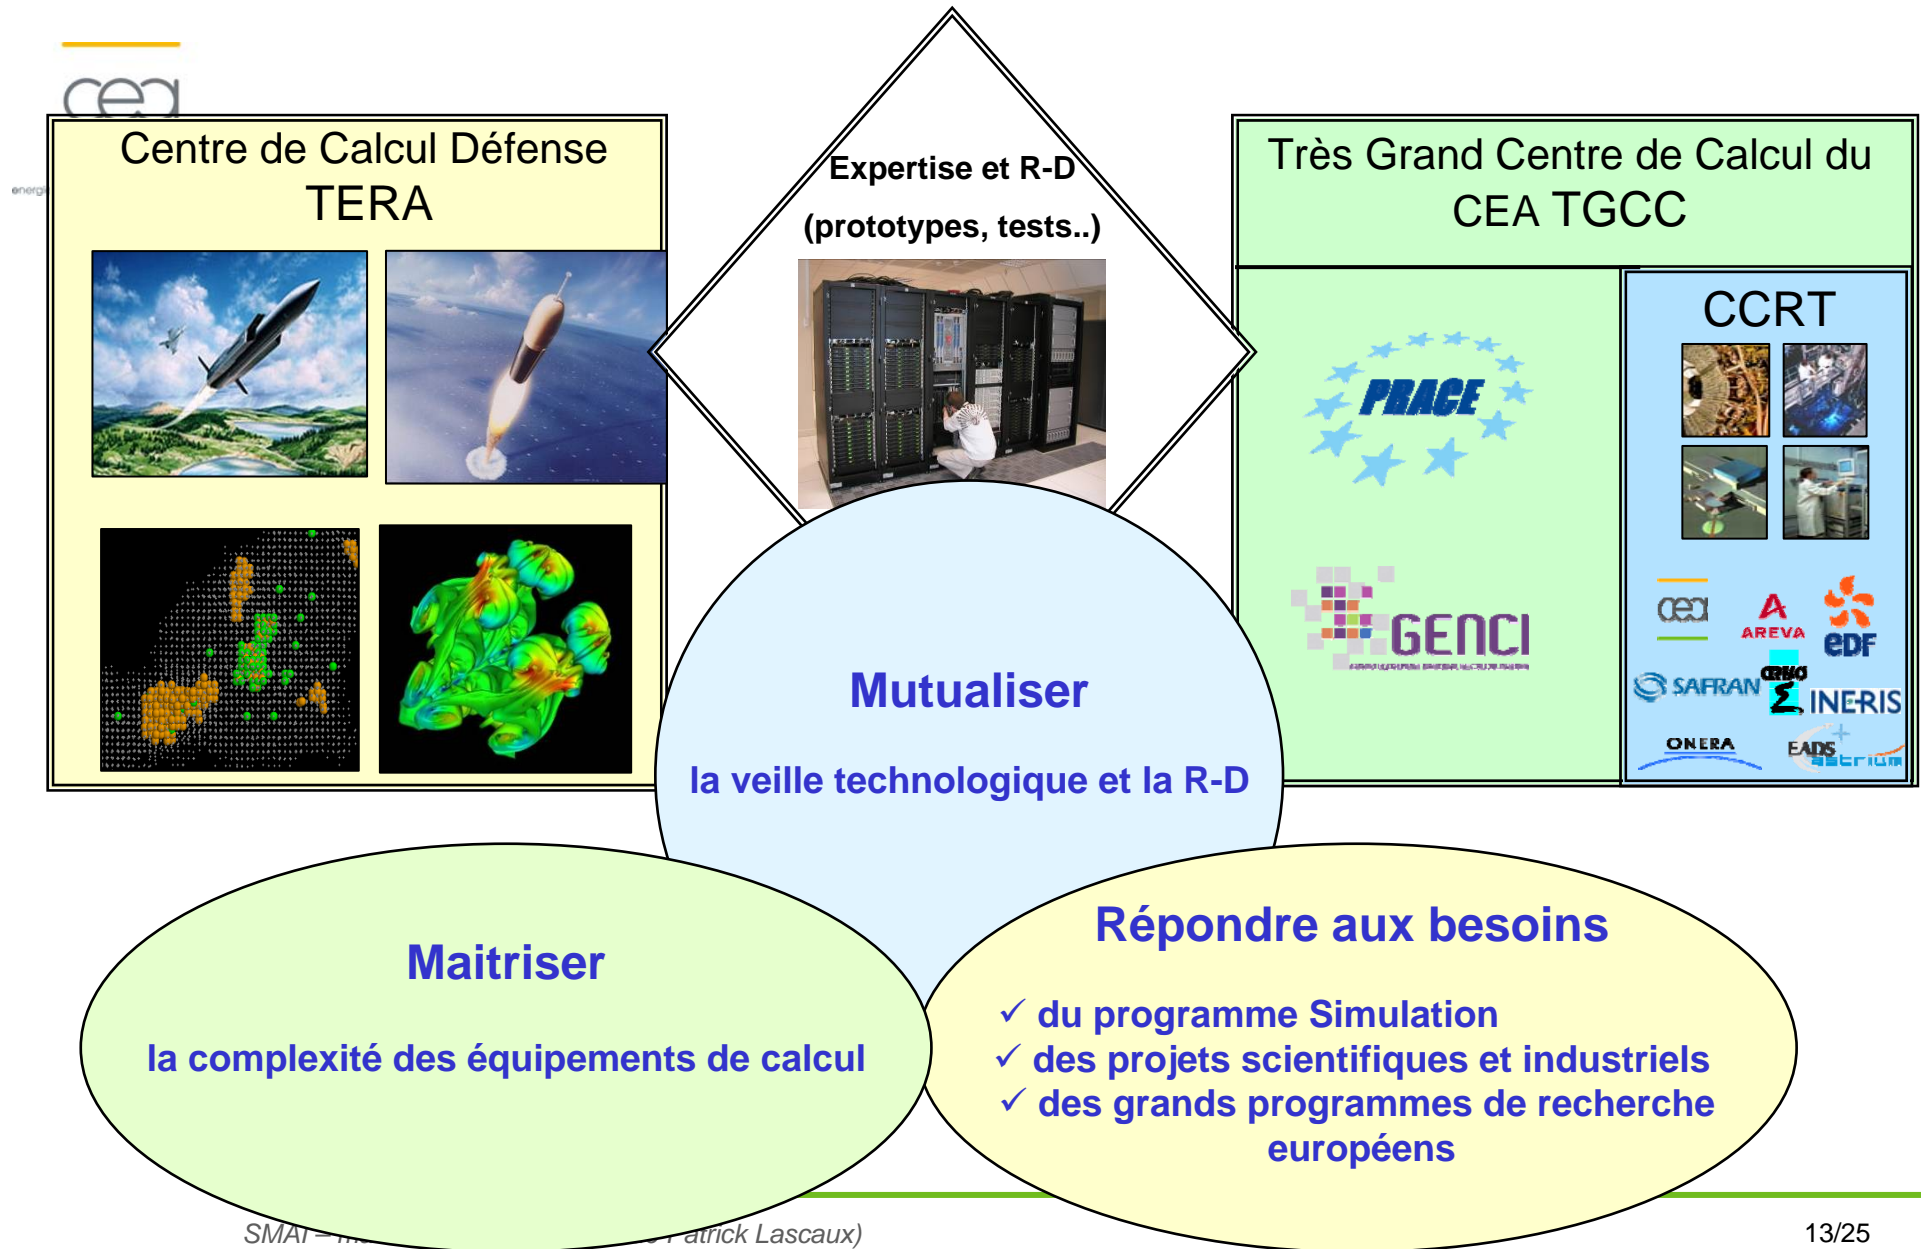 cea
Centre de Calcul Défense
TERA
Expertise et R-D
(prototypes, tests..)
Très Grand Centre de Calcul du
CEA TGCC
CCRT
PRACE
GENCI
cea
AREVA
eDF
SAFRAN
INERIS
ONERA
EADS
astrium
Mutualiser
la veille technologique et la R-D
Maitriser
la complexité des équipements de calcul
Répondre aux besoins
✓ du programme Simulation
✓ des projets scientifiques et industriels
✓ des grands programmes de recherche
européens
SMAI –
Patrick Lascaux)
13/25